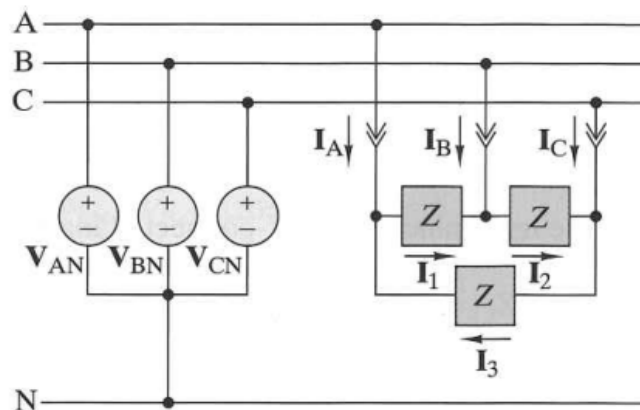 A
B
C
I_A I_B I_C
+ + +
− − −
Z Z
V_AN V_BN V_CN
I_1 I_2
Z
I_3
N